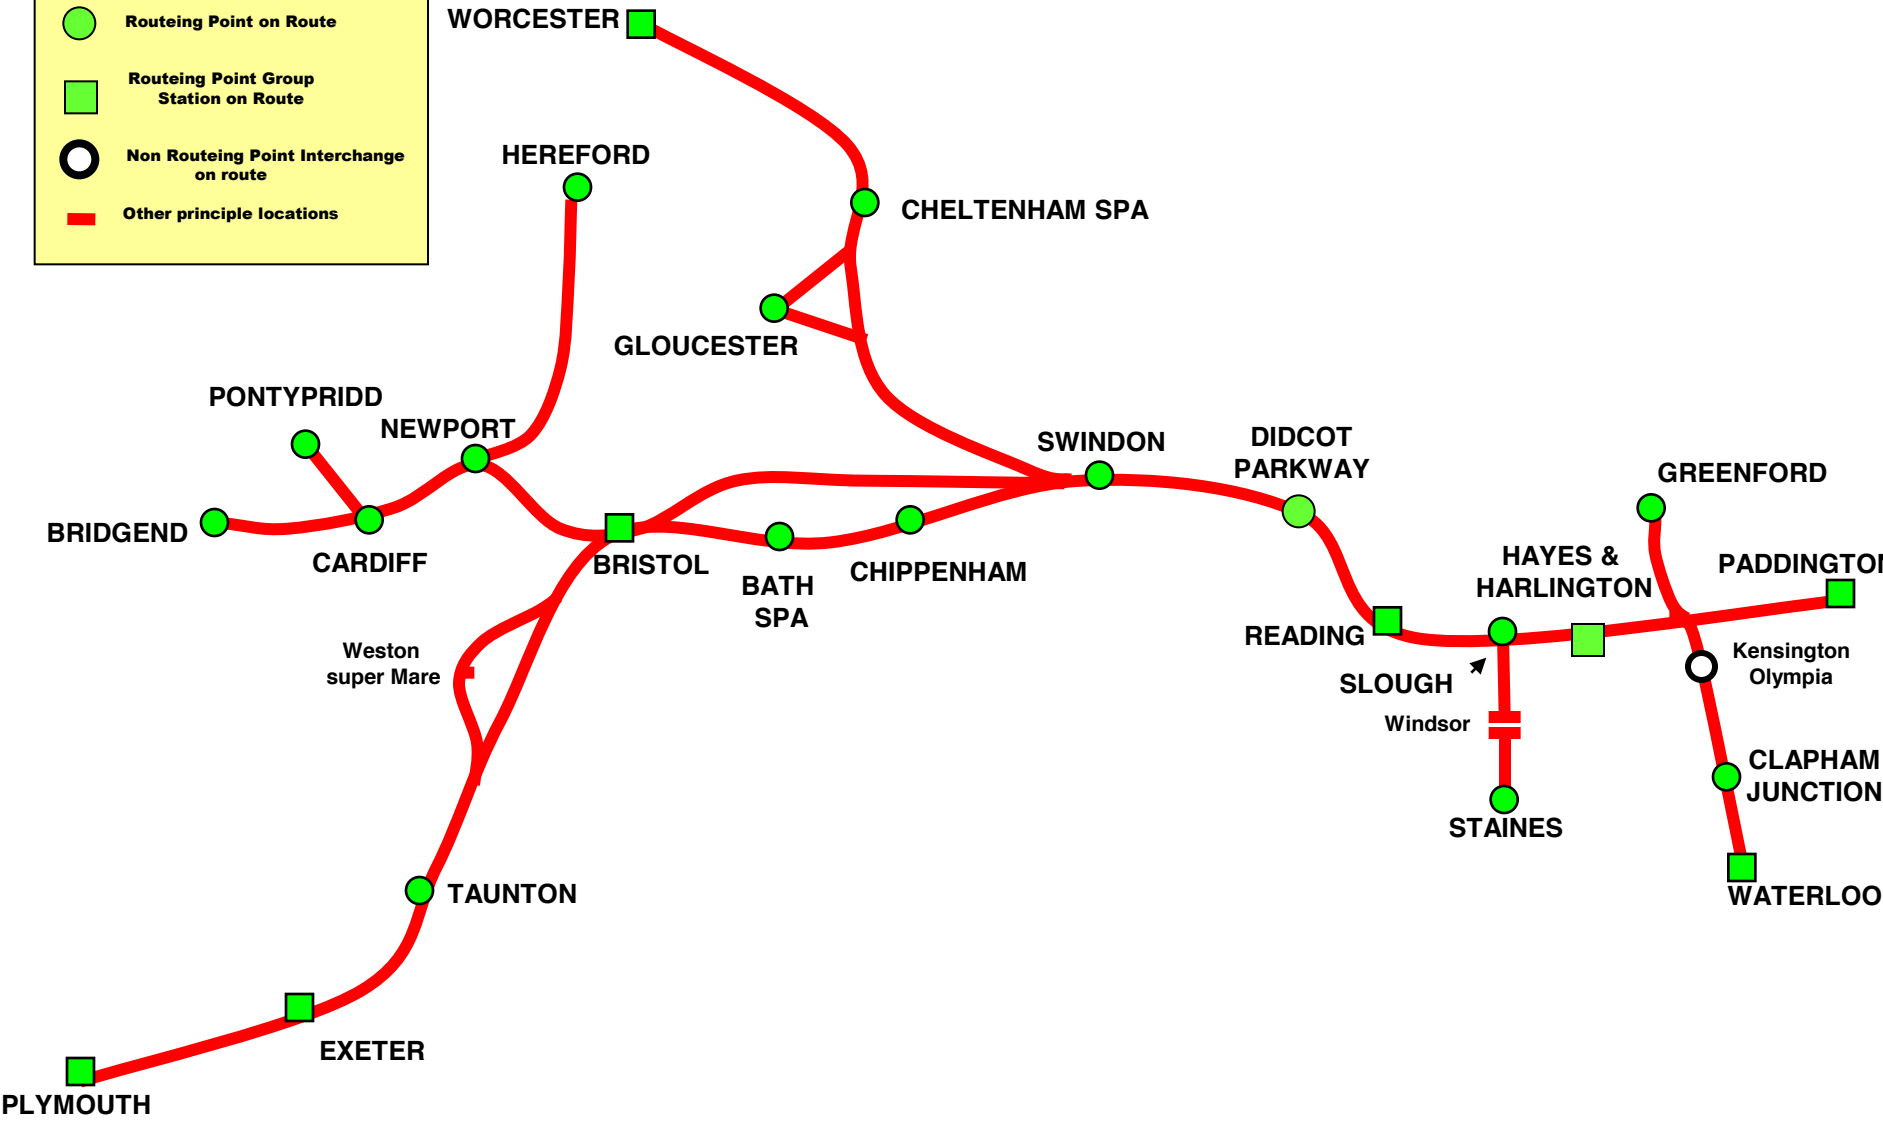 Routeing Point on Route
Routeing Point Group
Station on Route
Non Routeing Point Interchange
on route
Other principle locations
WORCESTER
HEREFORD
CHELTENHAM SPA
GLOUCESTER
PONTYPRIDD
NEWPORT
SWINDON
DIDCOT
PARKWAY
GREENFORD
BRIDGEND
CARDIFF
BRISTOL
BATH
SPA
CHIPPENHAM
HAYES &
HARLINGTON
PADDINGTON
READING
SLOUGH
Windsor
Kensington
Olympia
Weston
super Mare
CLAPHAM
JUNCTION
STAINES
WATERLOO
TAUNTON
EXETER
PLYMOUTH